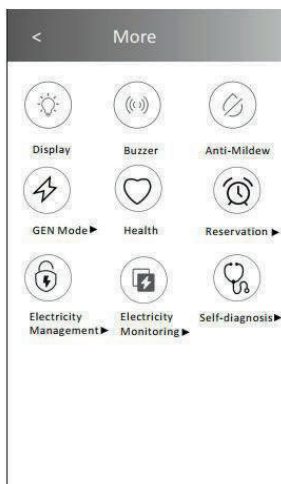 < More
Display Buzzer Anti-Mildew
GEN Mode▶ Health Reservation ▶
Electricity Electricity Self-diagnosis▶
Management▶ Monitoring ▶